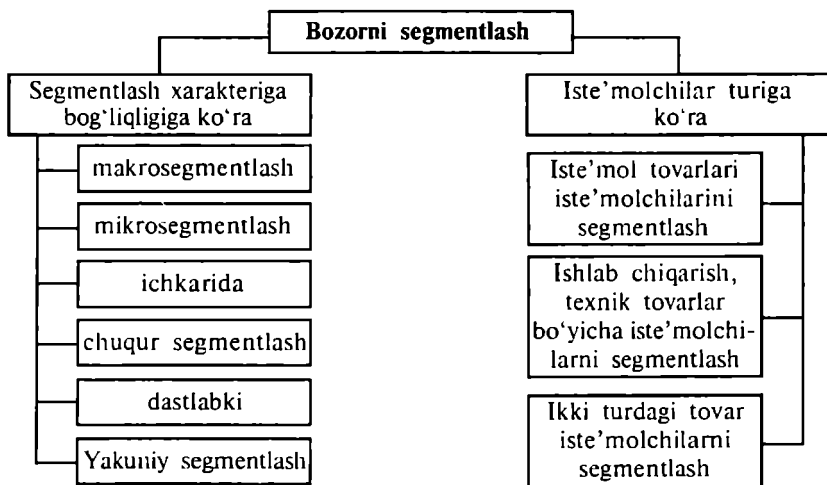 Bozorni segmentlash
Segmentlash xarakteriga
bog‘liqligiga ko‘ra
makrosegmentlash
mikrosegmentlash
ichkarida
chuqur segmentlash
dastlabki
Yakuniy segmentlash
Iste’molchilar turiga
ko‘ra
Iste’mol tovarlari
iste’molchilarini
segmentlash
Ishlab chiqarish,
texnik tovarlar
bo‘yicha iste’molchi-
larni segmentlash
Ikki turdagi tovar
iste’molchilarni
segmentlash